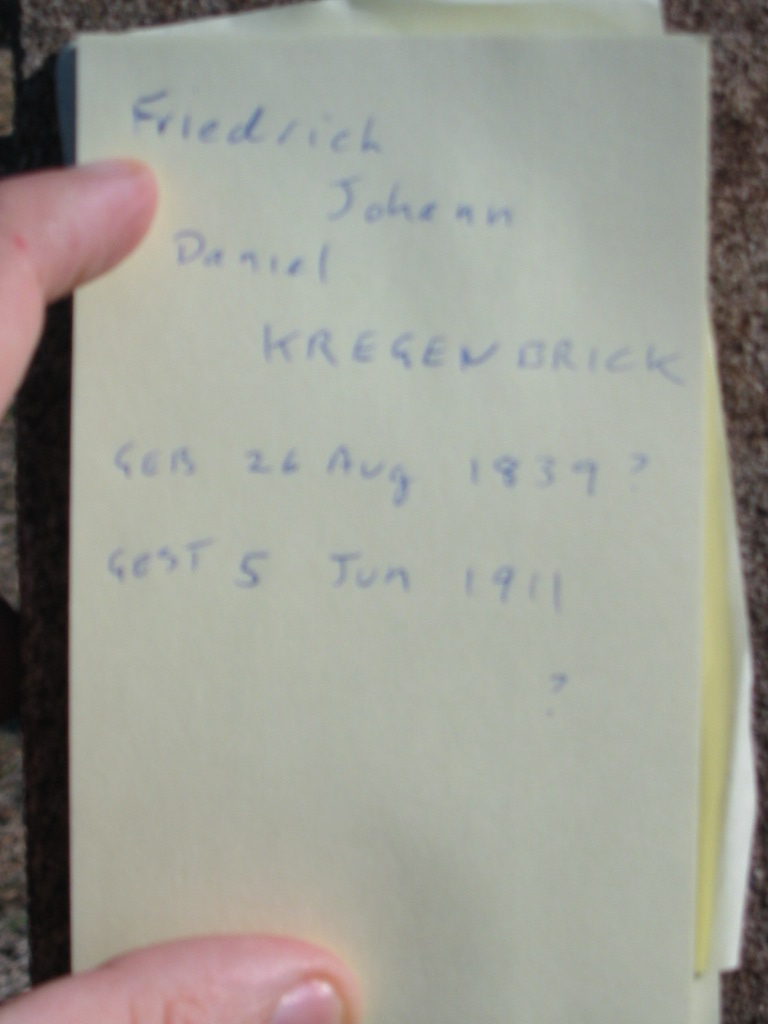 Friedrich
Johann
Daniel
KREGENBRICK
GEB 26 Aug 1839?
GEST 5 Jun 1911
?